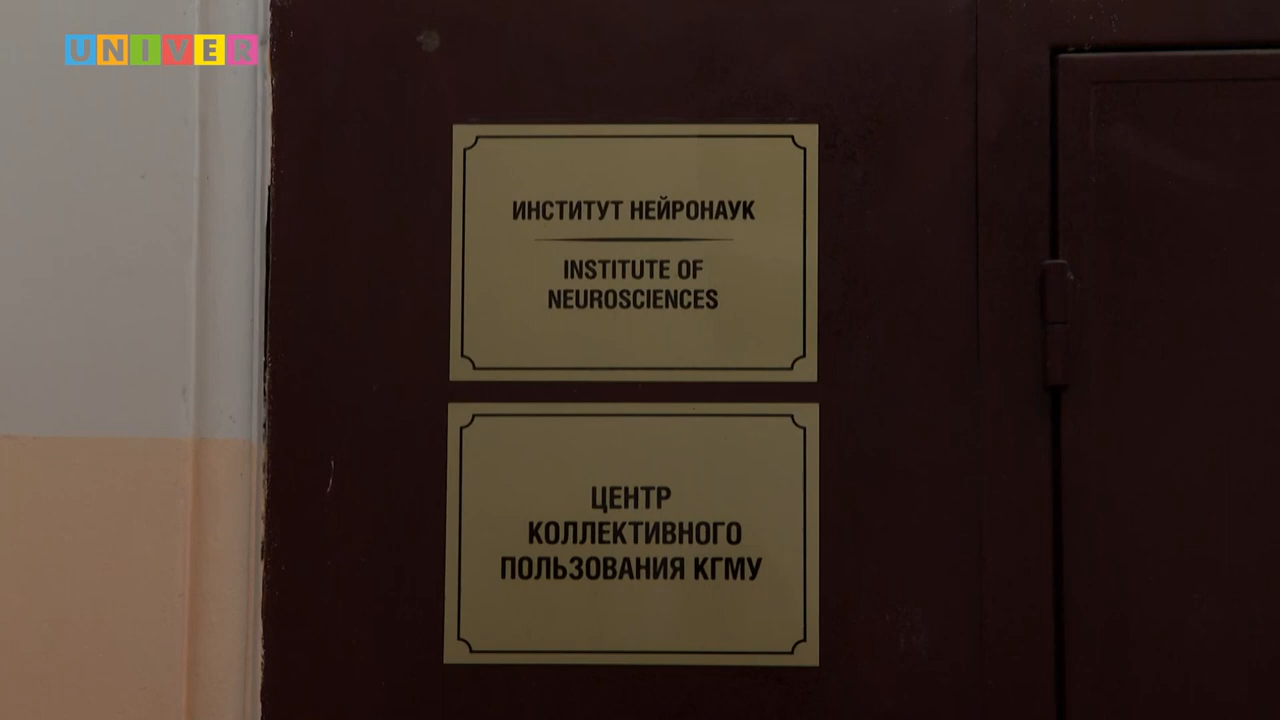 UNIVER
ИНСТИТУТ НЕЙРОНАУК
INSTITUTE OF
NEUROSCIENCES
ЦЕНТР
КОЛЛЕКТИВНОГО
ПОЛЬЗОВАНИЯ КГМУ